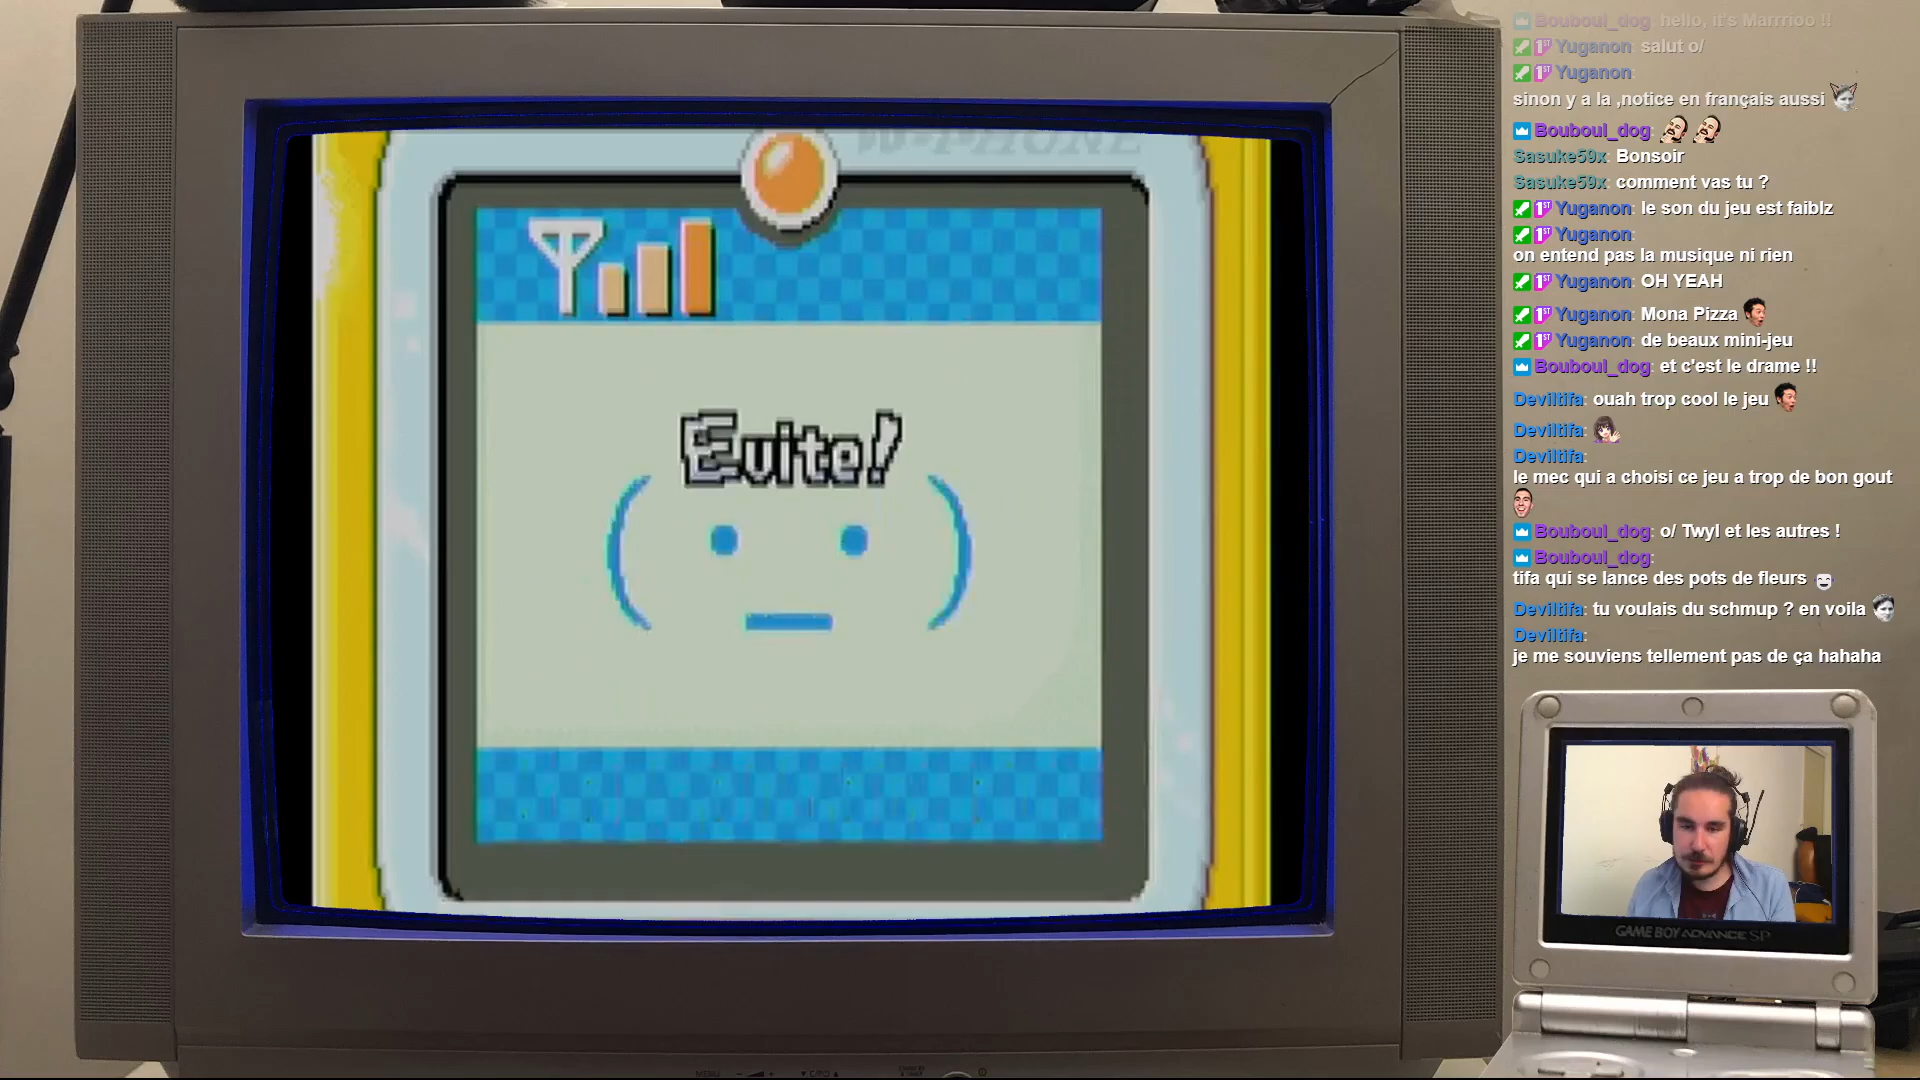 W-PHONE
Evite!
Bouboul_dog: hello, it's Marrrioo !!
Yuganon: salut o/
Yuganon:
sinon y a la ,notice en français aussi
Bouboul_dog:
Sasuke59x: Bonsoir
Sasuke59x: comment vas tu ?
Yuganon: le son du jeu est faiblz
Yuganon:
on entend pas la musique ni rien
Yuganon: OH YEAH
Yuganon: Mona Pizza
Yuganon: de beaux mini-jeu
Bouboul_dog: et c'est le drame !!
Deviltifa: ouah trop cool le jeu
Deviltifa:
Deviltifa:
le mec qui a choisi ce jeu a trop de bon gout
Bouboul_dog: o/ Twyl et les autres !
Bouboul_dog:
tifa qui se lance des pots de fleurs
Deviltifa: tu voulais du schmup ? en voila
Deviltifa:
je me souviens tellement pas de ça hahaha
GAME BOY ADVANCE SP
MENU